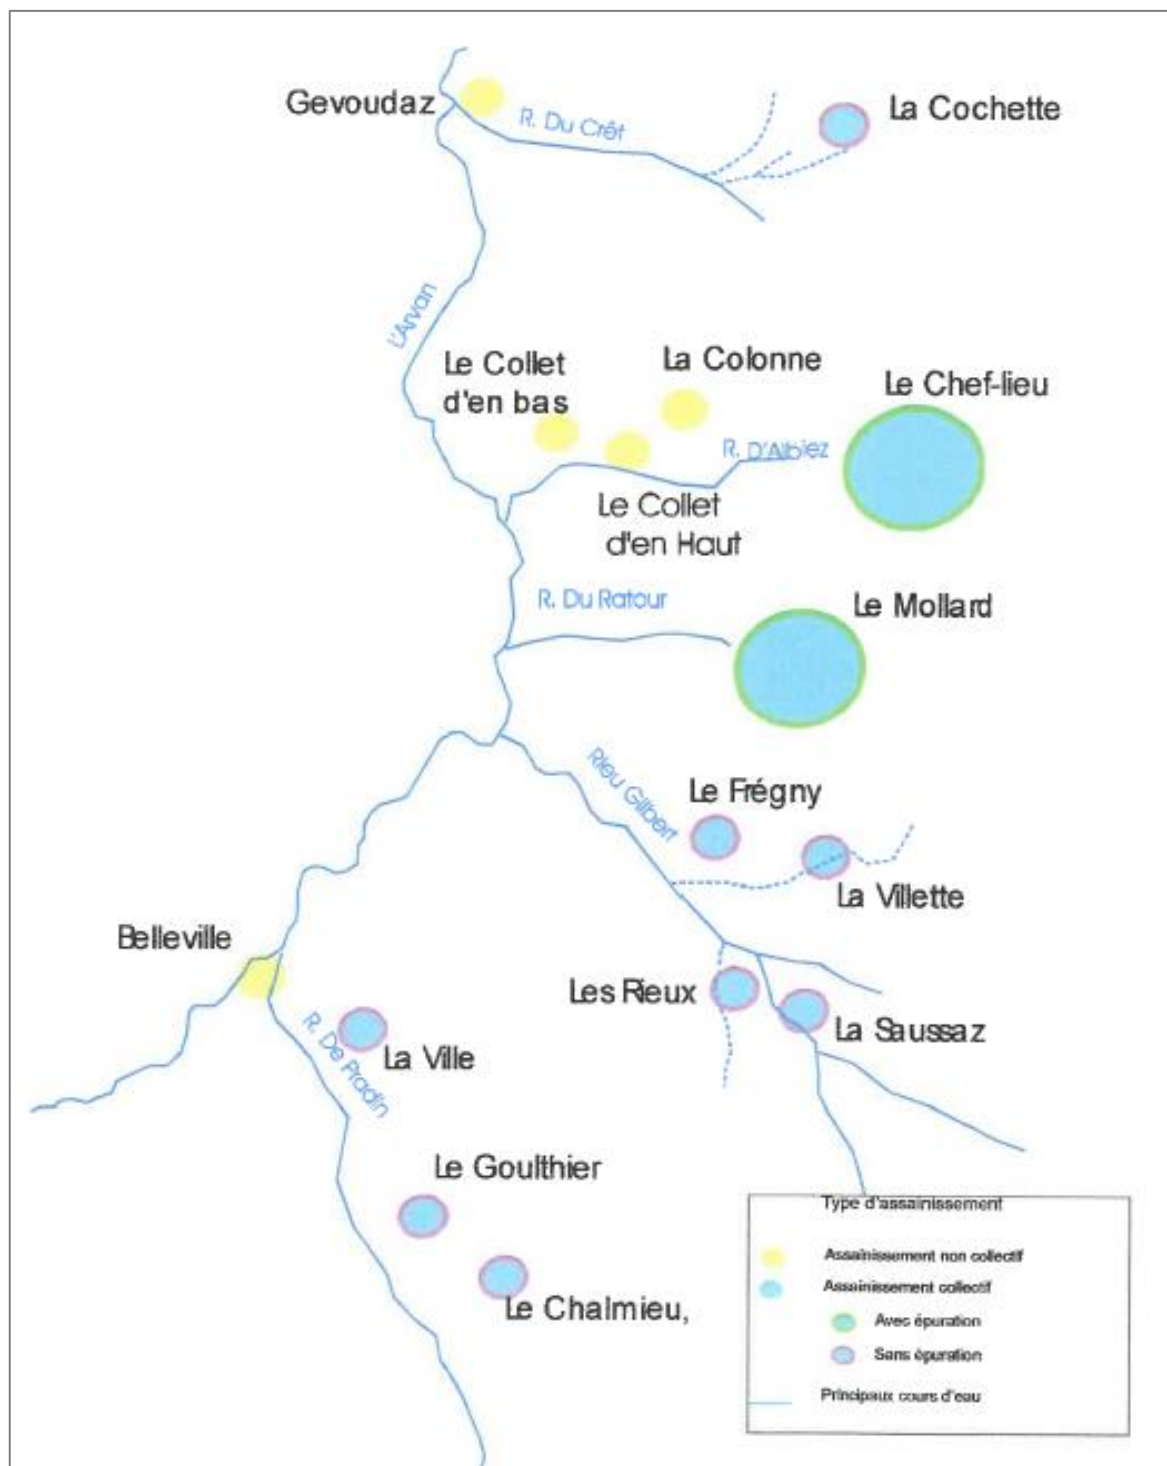 Gevoudaz
R. Du Crêt
La Cochette
L'Arvan
Le Collet
d'en bas
La Colonne
Le Chef-lieu
R. D'Albiez
Le Collet
d'en Haut
R. Du Ratour
Le Mollard
Rieu Gilbert
Le Frégny
La Villette
Belleville
Les Rieux
La Saussaz
R. De Pradin
La Ville
Le Goulthier
Le Chalmieu,
Type d'assainissement
Assainissement non collectif
Assainissement collectif
Avec épuration
Sans épuration
Principaux cours d'eau